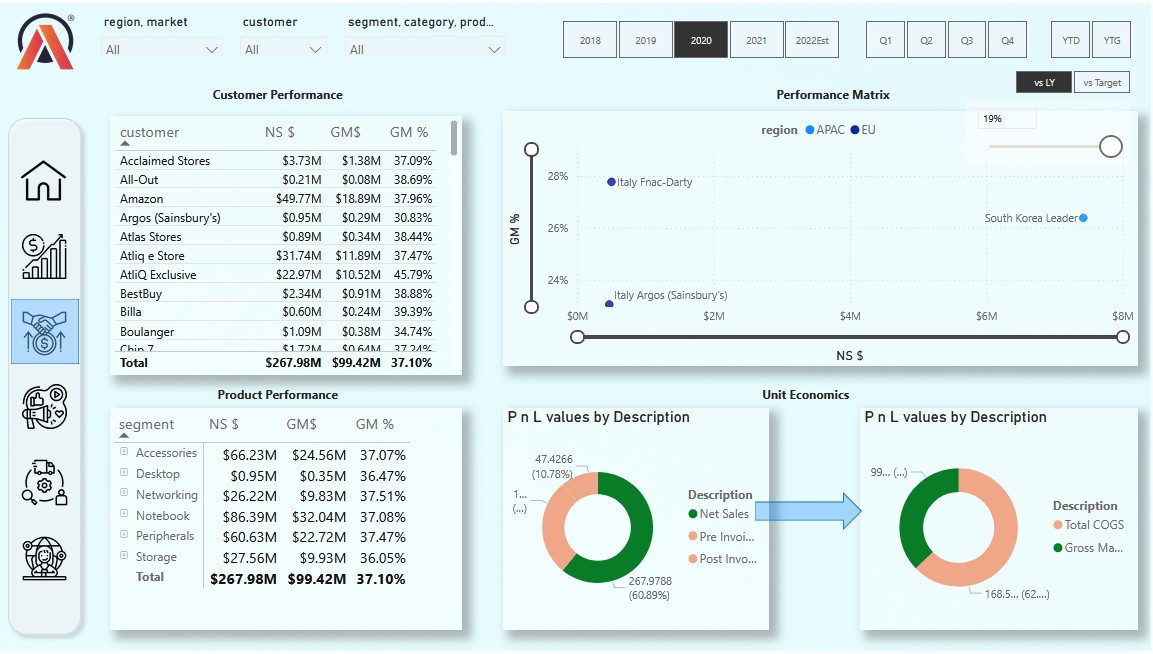 region, market
customer
segment, category, prod...
All
All
All
2018
2019
2020
2021
2022Est
Q1
Q2
Q3
Q4
YTD
YTG
vs LY
vs Target
Customer Performance
customer NS $ GM$ GM %
Acclaimed Stores $3.73M $1.38M 37.09%
All-Out $0.21M $0.08M 38.69%
Amazon $49.77M $18.89M 37.96%
Argos (Sainsbury's) $0.95M $0.29M 30.83%
Atlas Stores $0.89M $0.34M 38.44%
Atliq e Store $31.74M $11.89M 37.47%
AtliQ Exclusive $22.97M $10.52M 45.79%
BestBuy $2.34M $0.91M 38.88%
Billa $0.60M $0.24M 39.39%
Boulanger $1.09M $0.38M 34.74%
Chip 7 $1.72M $0.64M 37.24%
Total $267.98M $99.42M 37.10%
Performance Matrix
region APAC EU
19%
28%
26%
24%
GM %
Italy Fnac-Darty
South Korea Leader
Italy Argos (Sainsbury's)
$0M $2M $4M $6M $8M
NS $
Product Performance
segment NS $ GM$ GM %
Accessories $66.23M $24.56M 37.07%
Desktop $0.95M $0.35M 36.47%
Networking $26.22M $9.83M 37.51%
Notebook $86.39M $32.04M 37.08%
Peripherals $60.63M $22.72M 37.47%
Storage $27.56M $9.93M 36.05%
Total $267.98M $99.42M 37.10%
Unit Economics
P n L values by Description
47.4266
(10.78%)
1...
(...)
267.9788
(60.89%)
Description
Net Sales
Pre Invoi...
Post Invo...
P n L values by Description
99... (...)
168.5... (62....)
Description
Total COGS
Gross Ma...